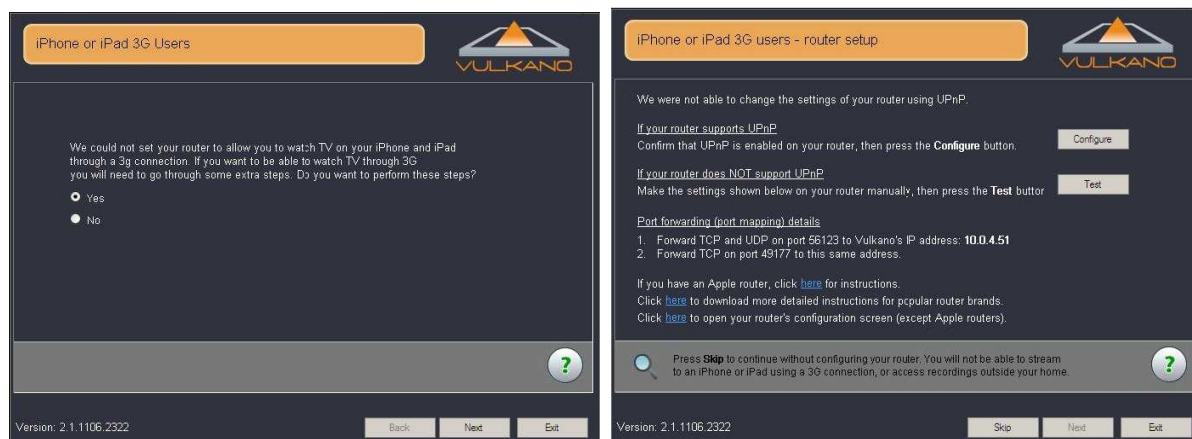 iPhone or iPad 3G Users
VULKANO
We could not set your router to allow you to watch TV on your iPhone and iPad
through a 3g connection. If you want to be able to watch TV through 3G
you will need to go through some extra steps. Do you want to perform these steps?
Yes
No
?
Version: 2.1.1106.2322
Back
Next
Exit
iPhone or iPad 3G users - router setup
VULKANO
We were not able to change the settings of your router using UPnP.
If your router supports UPnP
Confirm that UPnP is enabled on your router, then press the Configure button.
Configure
If your router does NOT support UPnP
Make the settings shown below on your router manually, then press the Test buttor
Test
Port forwarding (port mapping) details
1. Forward TCP and UDP on port 56123 to Vulkano's IP address: 10.0.4.51
2. Forward TCP on port 49177 to this same address.
If you have an Apple router, click here for instructions.
Click here to download more detailed instructions for popular router brands.
Click here to open your router's configuration screen (except Apple routers).
Press Skip to continue without configuring your router. You will not be able to stream
to an iPhone or iPad using a 3G connection, or access recordings outside your home.
?
Version: 2.1.1106.2322
Skip
Next
Exit